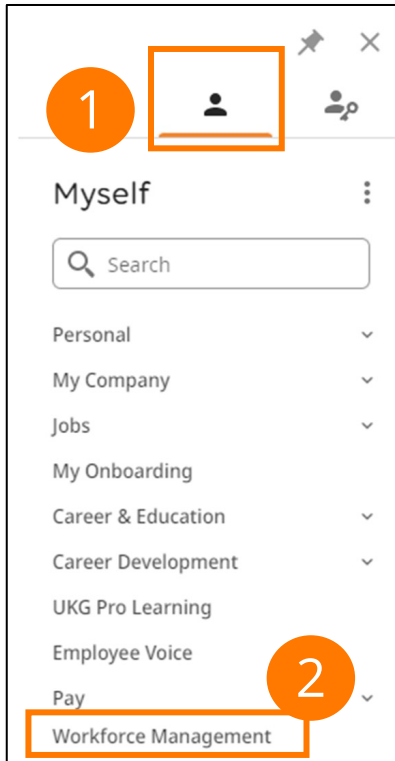 1
Myself
Search
Personal
My Company
Jobs
My Onboarding
Career & Education
Career Development
UKG Pro Learning
Employee Voice
2
Pay
Workforce Management